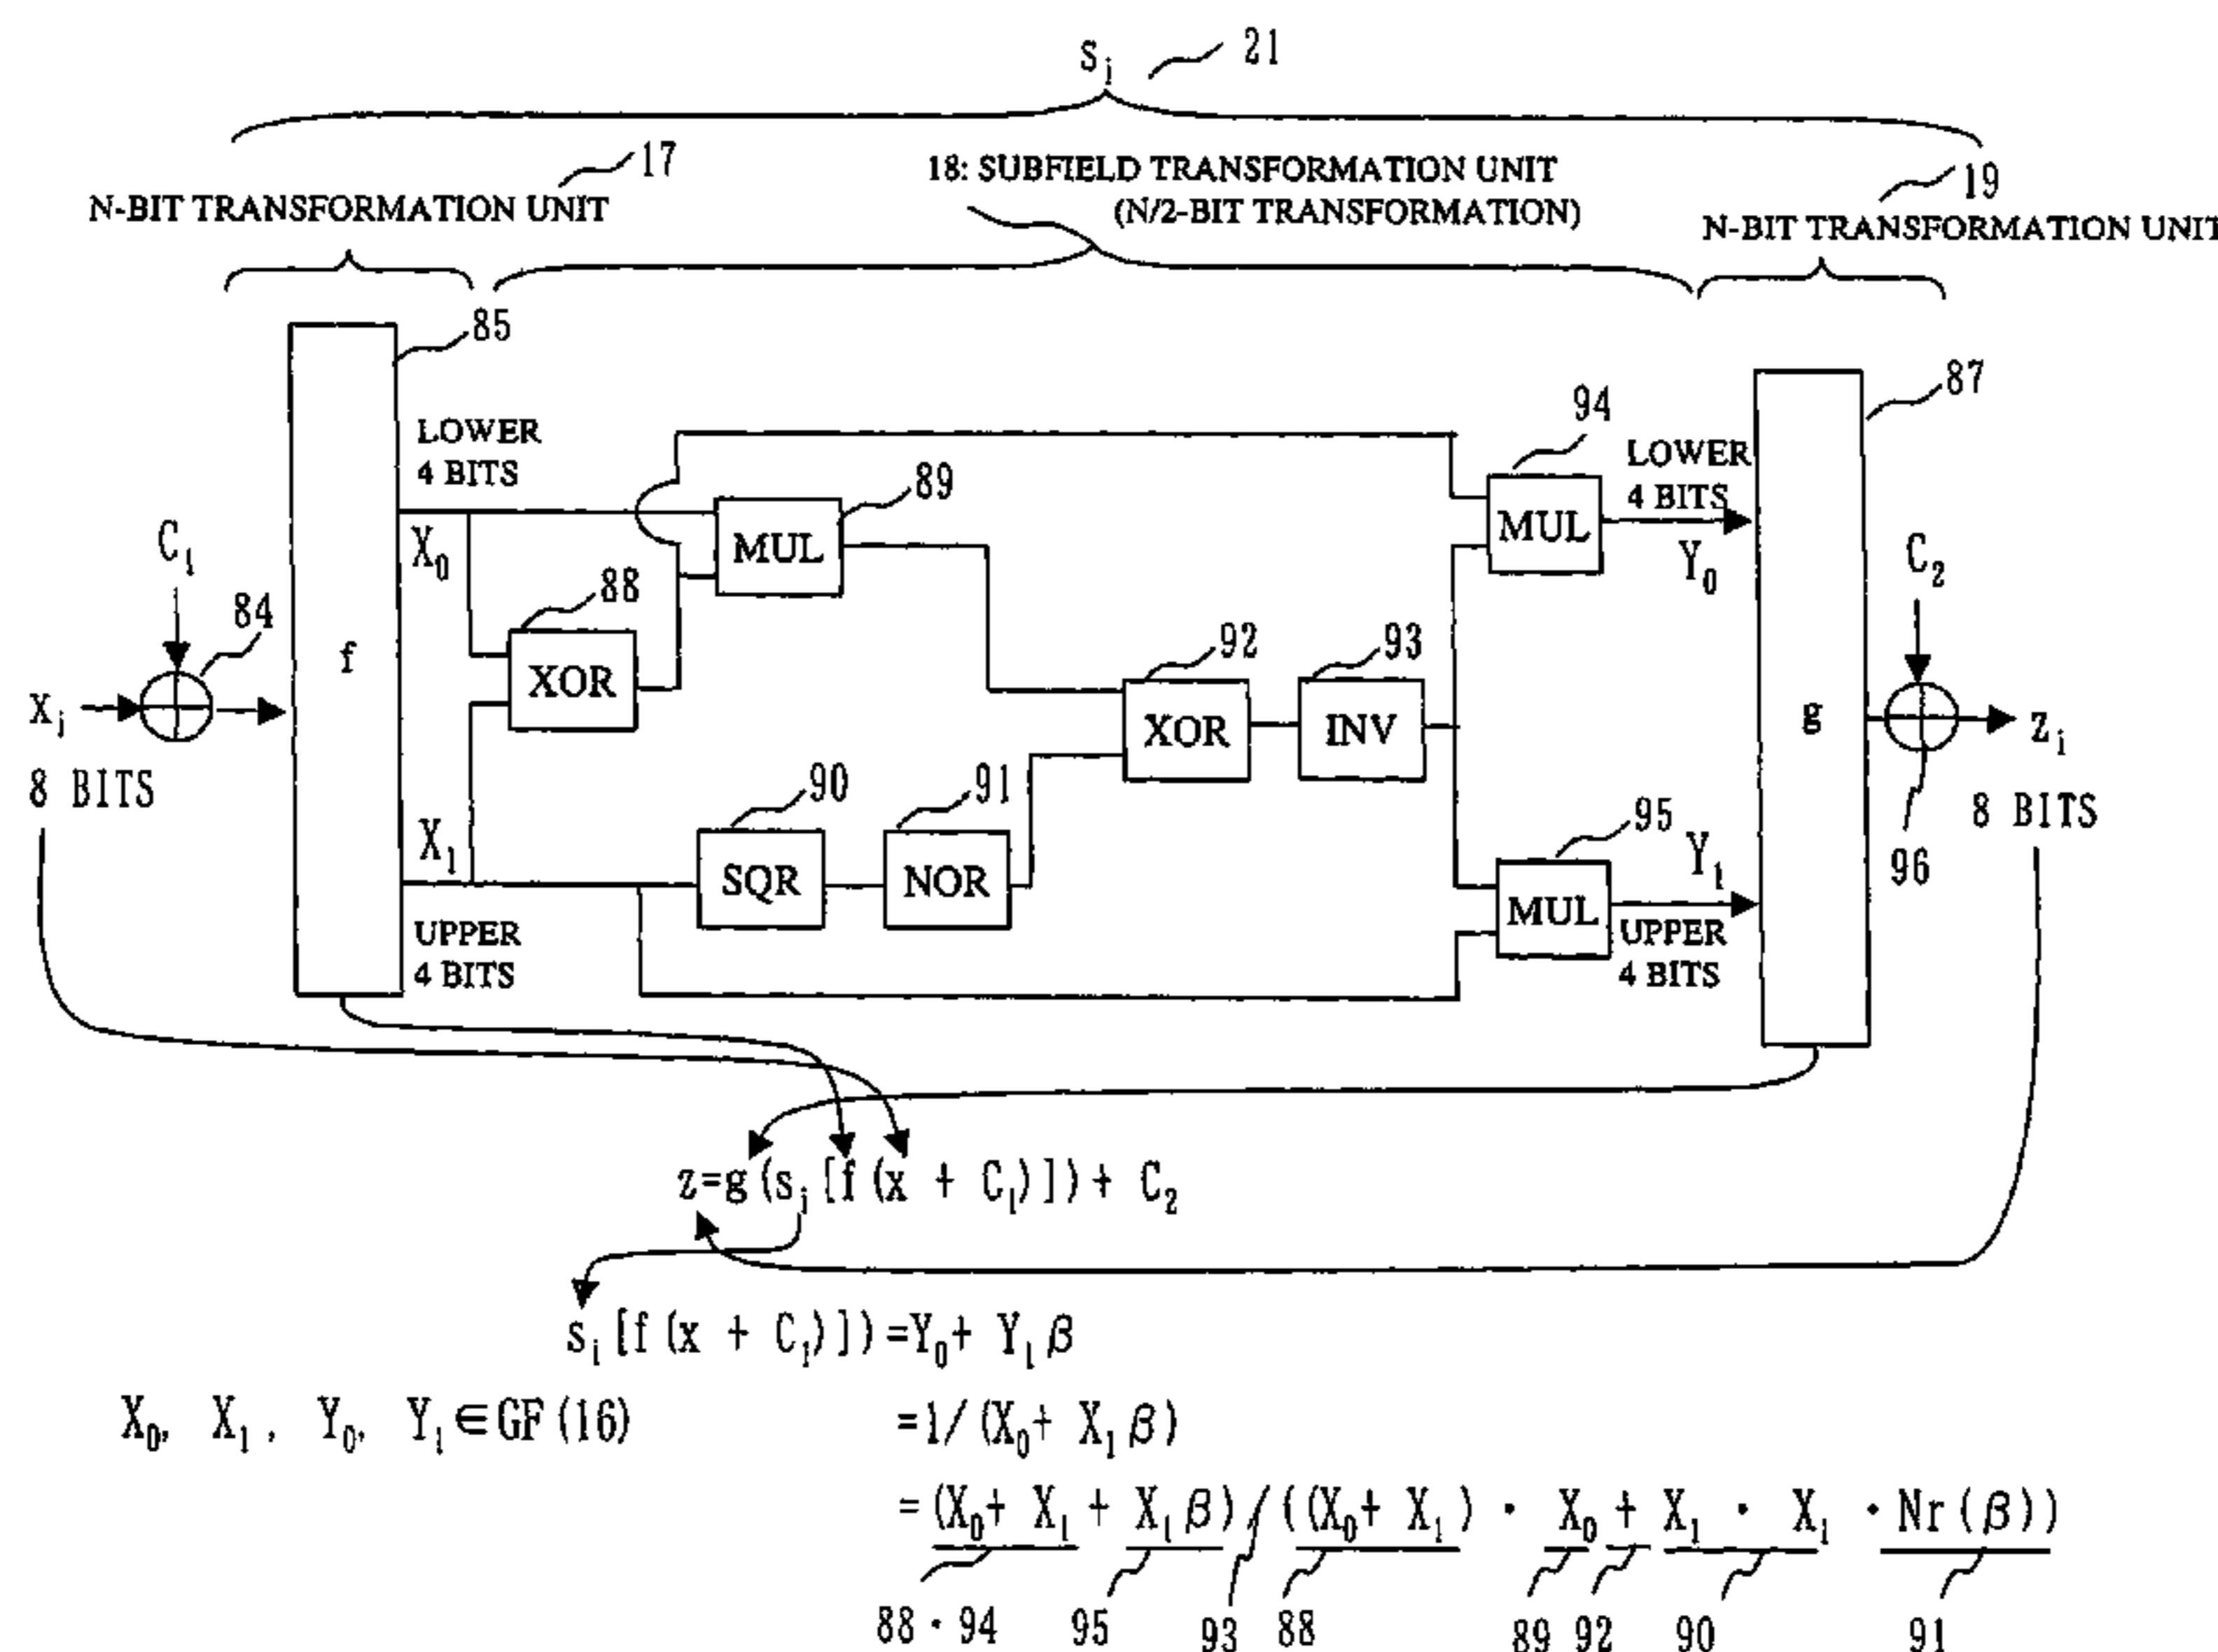 s_i 21
17
N-BIT TRANSFORMATION UNIT
18: SUBFIELD TRANSFORMATION UNIT
(N/2-BIT TRANSFORMATION)
19
N-BIT TRANSFORMATION UNIT
85
87
94
LOWER
4 BITS
89
MUL
MUL
LOWER
4 BITS
C_1
X_0
Y_0
C_2
84
88
f
XOR
92
93
x_i
XOR
INV
g
z_i
8 BITS
90
91
95
8 BITS
X_1
SQR
NOR
MUL
Y_1
96
UPPER
4 BITS
UPPER
4 BITS
z=g(s_i[f(x + C_1)])+ C_2
s_i[f(x + C_1)])=Y_0+ Y_1β
X_0, X_1, Y_0, Y_1∈GF(16)
=1/(X_0+ X_1β)
=(X_0+ X_1 + X_1β)/((X_0+ X_1) · X_0 + X_1 · X_1 · Nr(β))
88·94 95 93 88 89 92 90 91